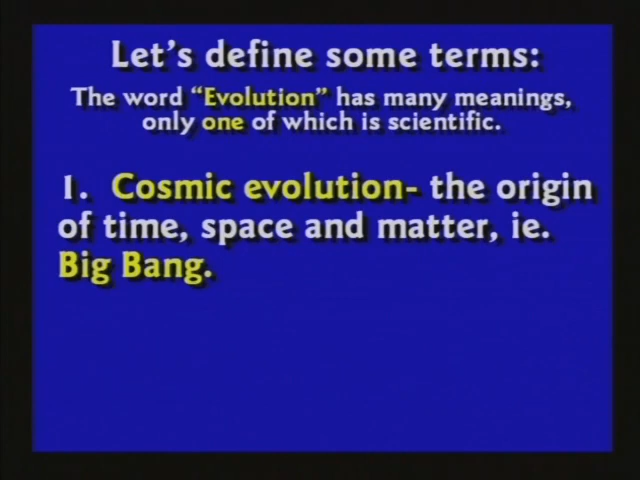 Let's define some terms:
The word “Evolution” has many meanings,
only one of which is scientific.
1. Cosmic evolution- the origin
of time, space and matter, ie.
Big Bang.